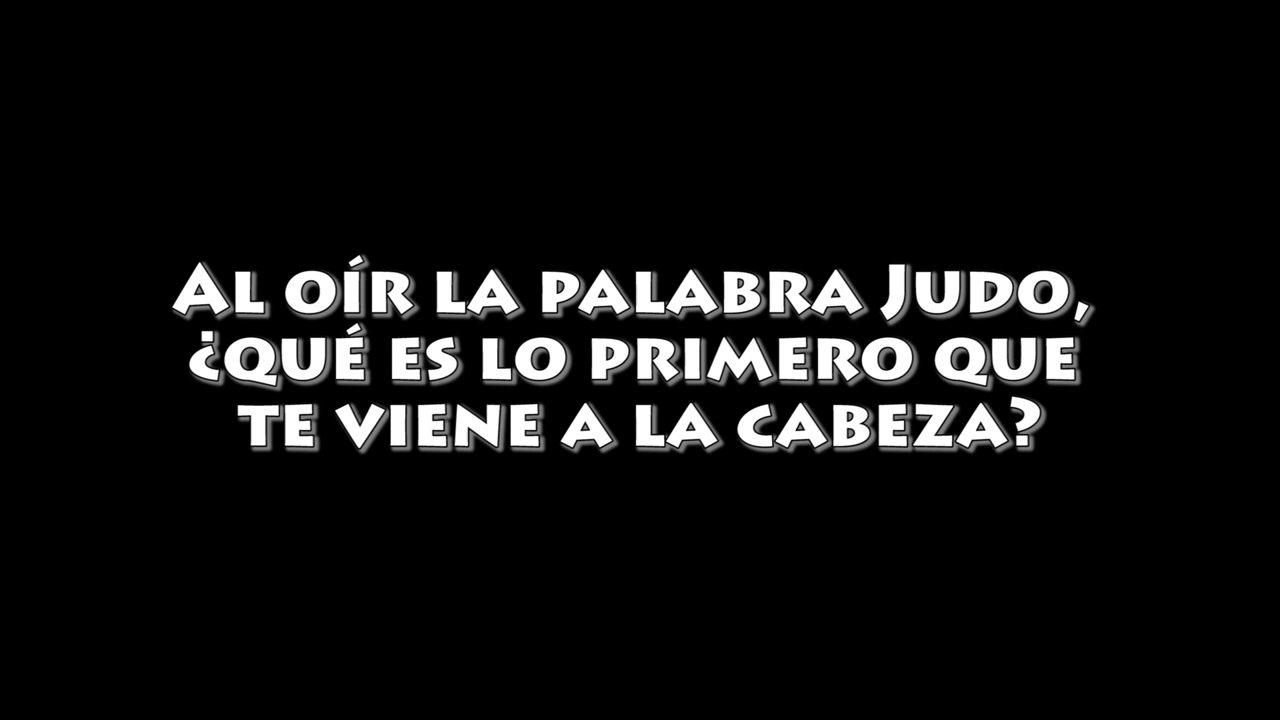 Al oír la palabra Judo,
¿qué es lo primero que
te viene a la cabeza?